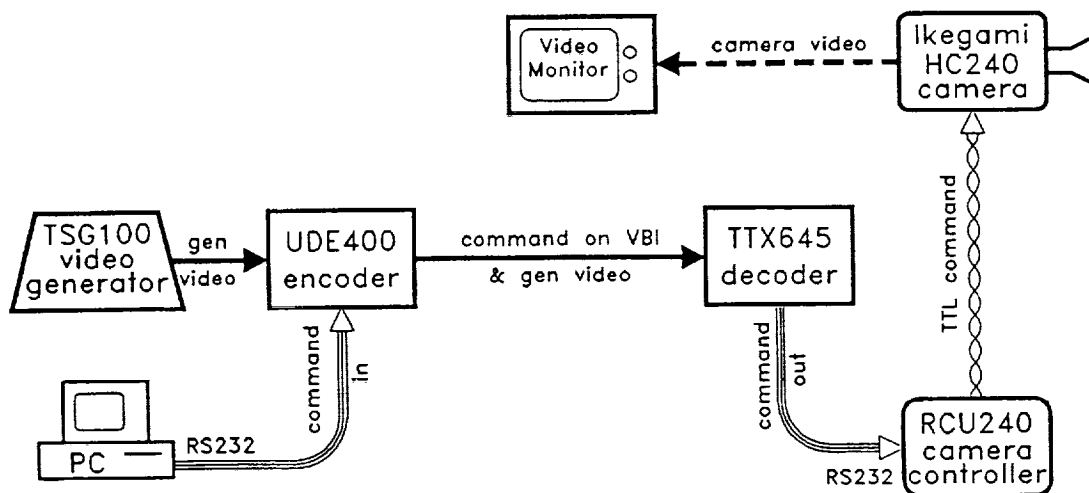 Video
Monitor
camera video
Ikegami
HC240
camera
TTL command
TSG100
video
generator
gen
video
UDE400
encoder
command on VBI
& gen video
TTX645
decoder
command
in
command
out
PC
RS232
RS232
RCU240
camera
controller